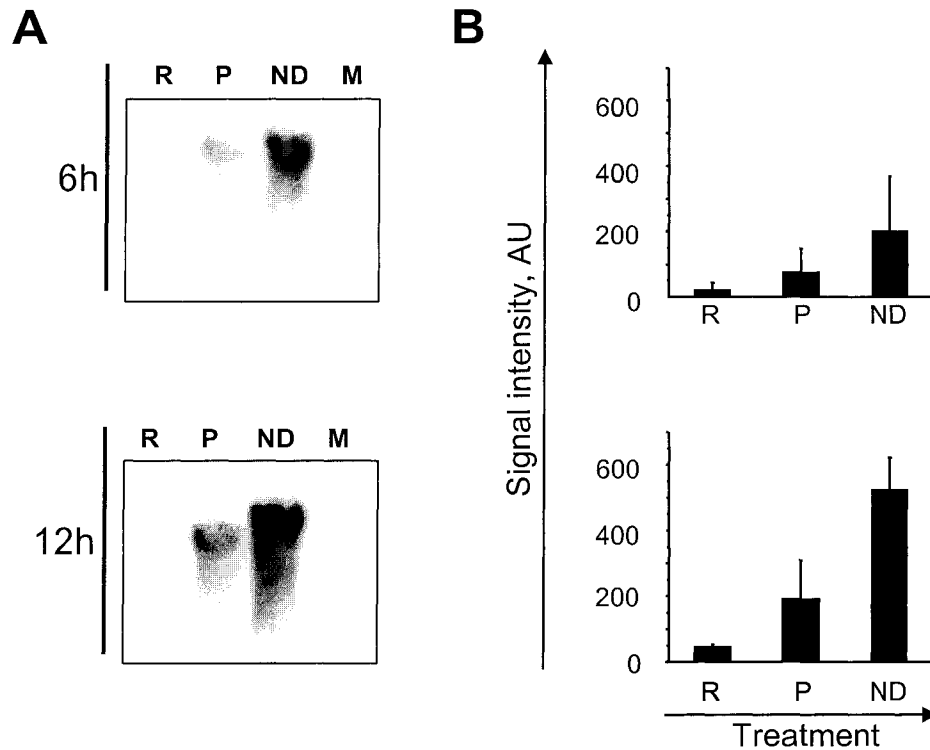 A
R P ND M
6h
R P ND M
12h
B
Signal intensity, AU
600
400
200
0
R P ND
600
400
200
0
R P ND
Treatment